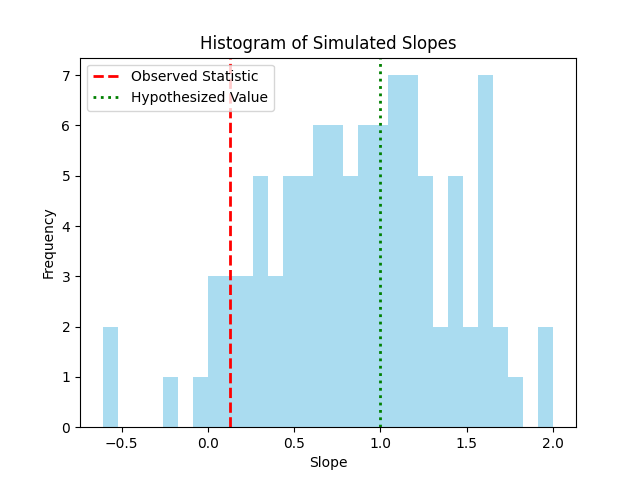 Histogram of Simulated Slopes
Observed Statistic
Hypothesized Value
7
6
5
4
3
2
1
0
Frequency
−0.5
0.0
0.5
1.0
1.5
2.0
Slope